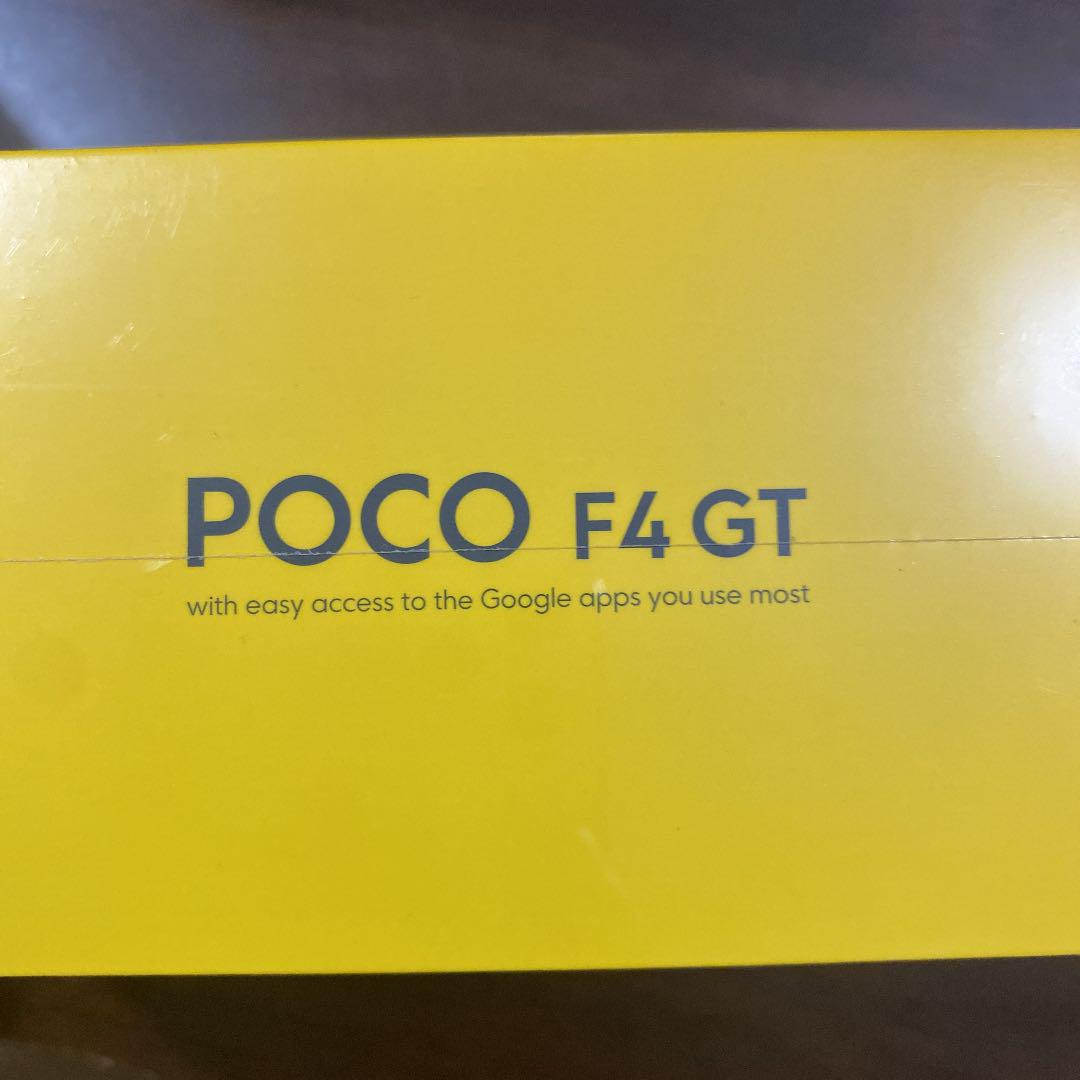 POCO F4 GT
with easy access to the Google apps you use most